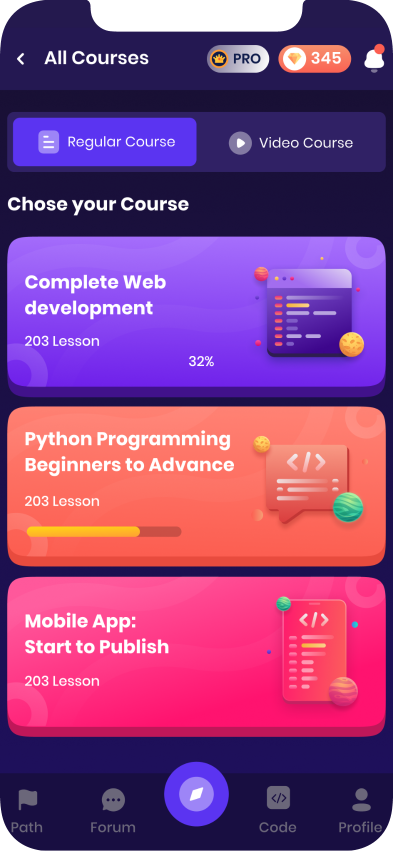 All Courses
PRO
345
Regular Course
Video Course
Chose your Course
Complete Web
development
203 Lesson
32%
Python Programming
Beginners to Advance
203 Lesson
</>
Mobile App:
Start to Publish
203 Lesson
</>
</>
Path
Forum
Code
Profile